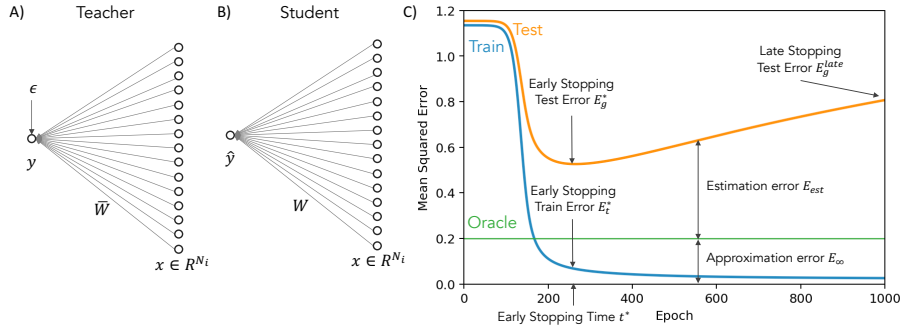 A)
Teacher
ϵ
y
W̅
x ∈ R^{N_i}
B)
Student
ŷ
W
x ∈ R^{N_i}
C)
1.2
1.0
0.8
0.6
0.4
0.2
0.0
Mean Squared Error
Test
Train
Early Stopping
Test Error E_g^*
Late Stopping
Test Error E_g^{late}
Early Stopping
Train Error E_t^*
Estimation error E_{est}
Oracle
Approximation error E_∞
0
200
400
600
800
1000
Early Stopping Time t^*
Epoch